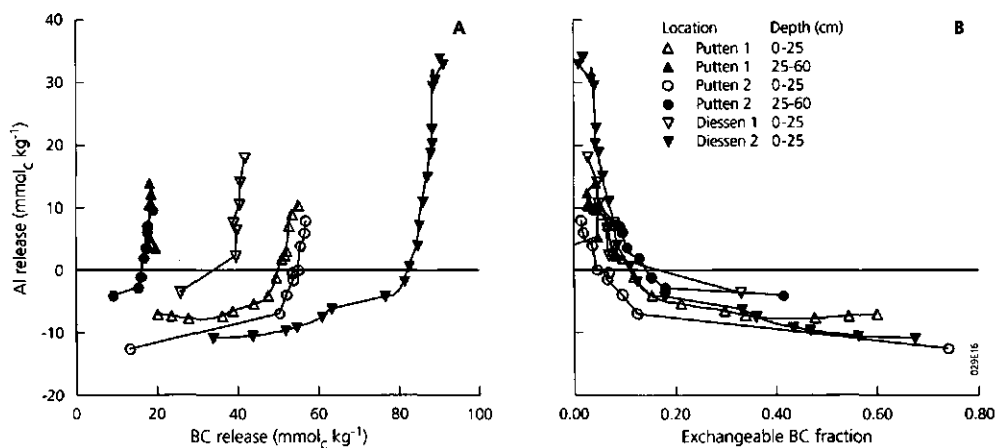 A
Al release (mmolc kg-1)
40
30
20
10
0
-10
-20
0
20
40
60
80
100
BC release (mmolc kg-1)
B
Location Depth (cm)
Putten 1 0-25
Putten 1 25-60
Putten 2 0-25
Putten 2 25-60
Diessen 1 0-25
Diessen 2 0-25
0.00
0.20
0.40
0.60
0.80
Exchangeable BC fraction
029E16